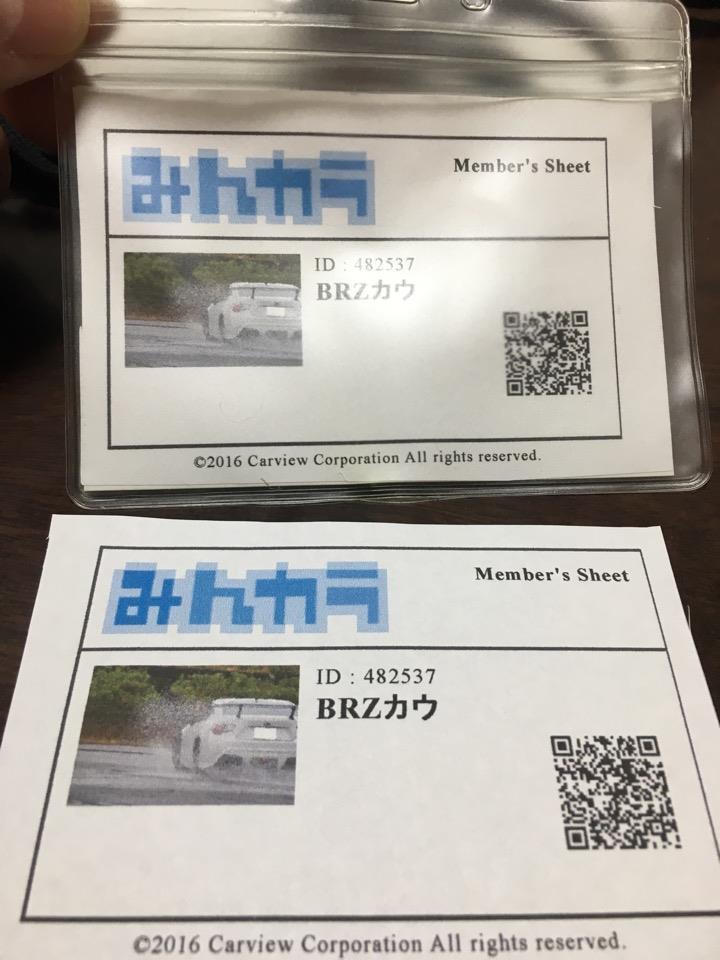 みんカラ
Member's Sheet
ID : 482537
BRZカウ
©2016 Carview Corporation All rights reserved.
みんカラ
Member's Sheet
ID : 482537
BRZカウ
©2016 Carview Corporation All rights reserved.